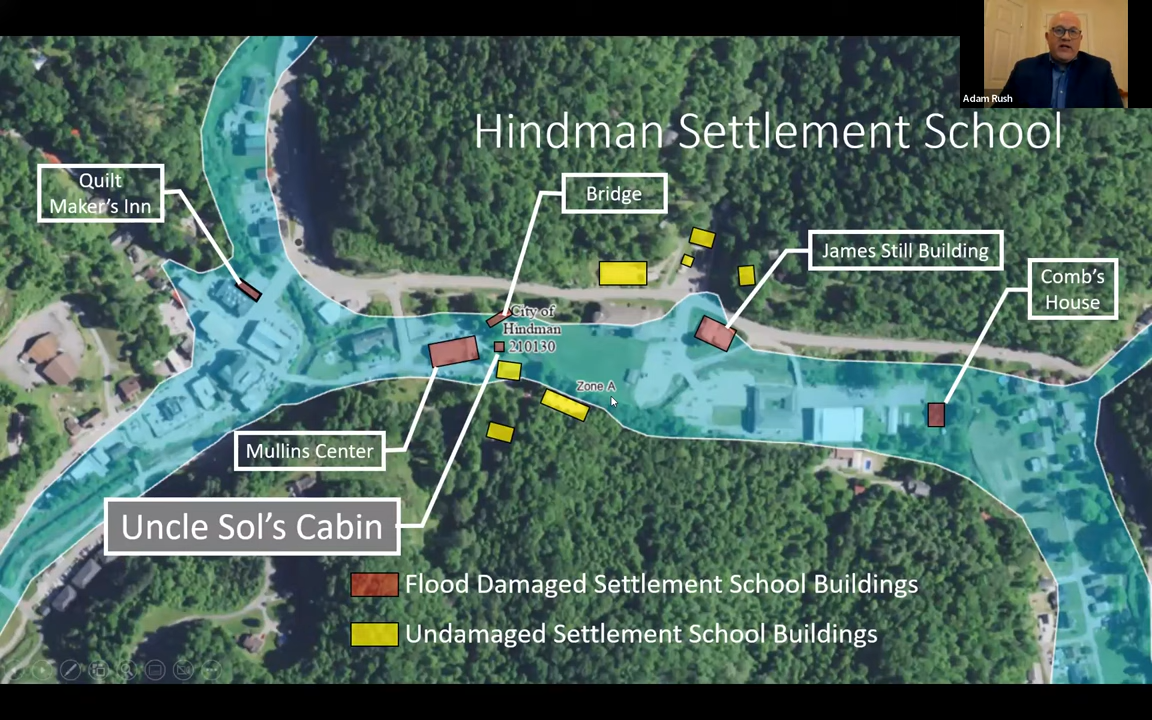 Adam Rush
Hindman Settlement School
Quilt
Maker's Inn
Bridge
James Still Building
Comb's
House
City of
Hindman
210130
Zone A
Mullins Center
Uncle Sol's Cabin
Flood Damaged Settlement School Buildings
Undamaged Settlement School Buildings